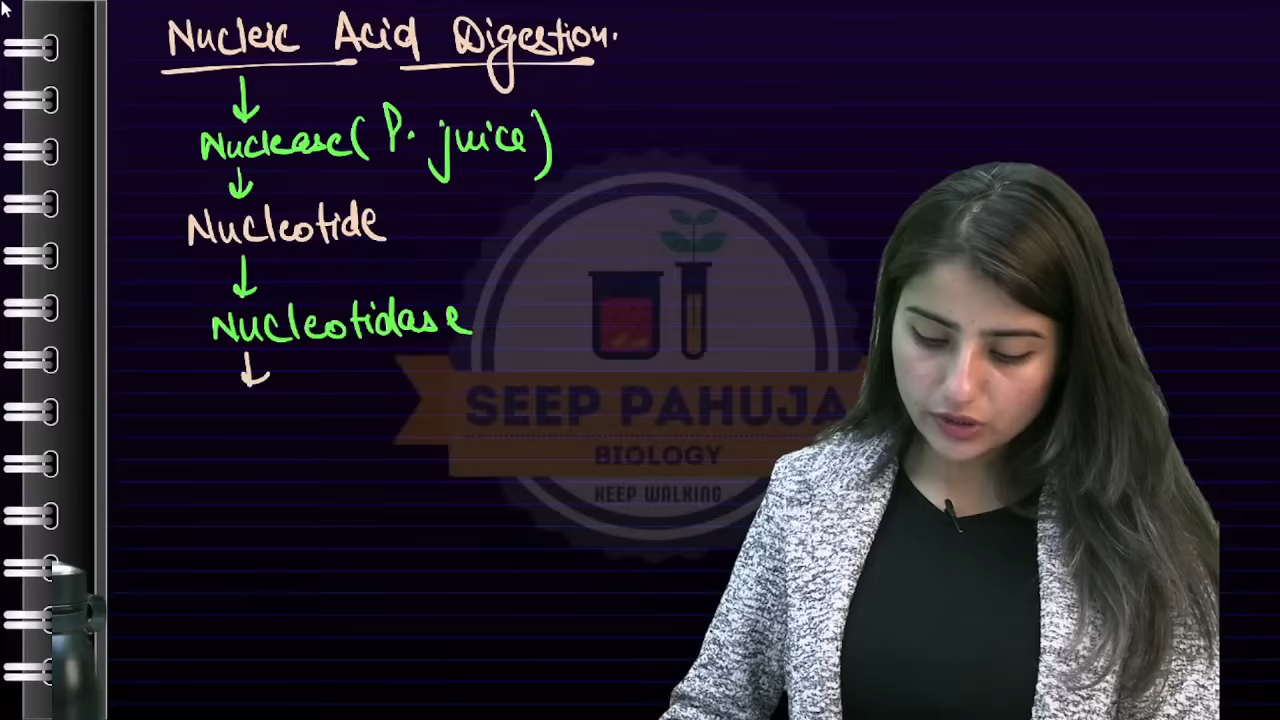 Nucleic Acid Digestion.
Nuclease (P. juice)
Nucleotide
Nucleotidase
SEEP PAHUJA
BIOLOGY
KEEP WALKING